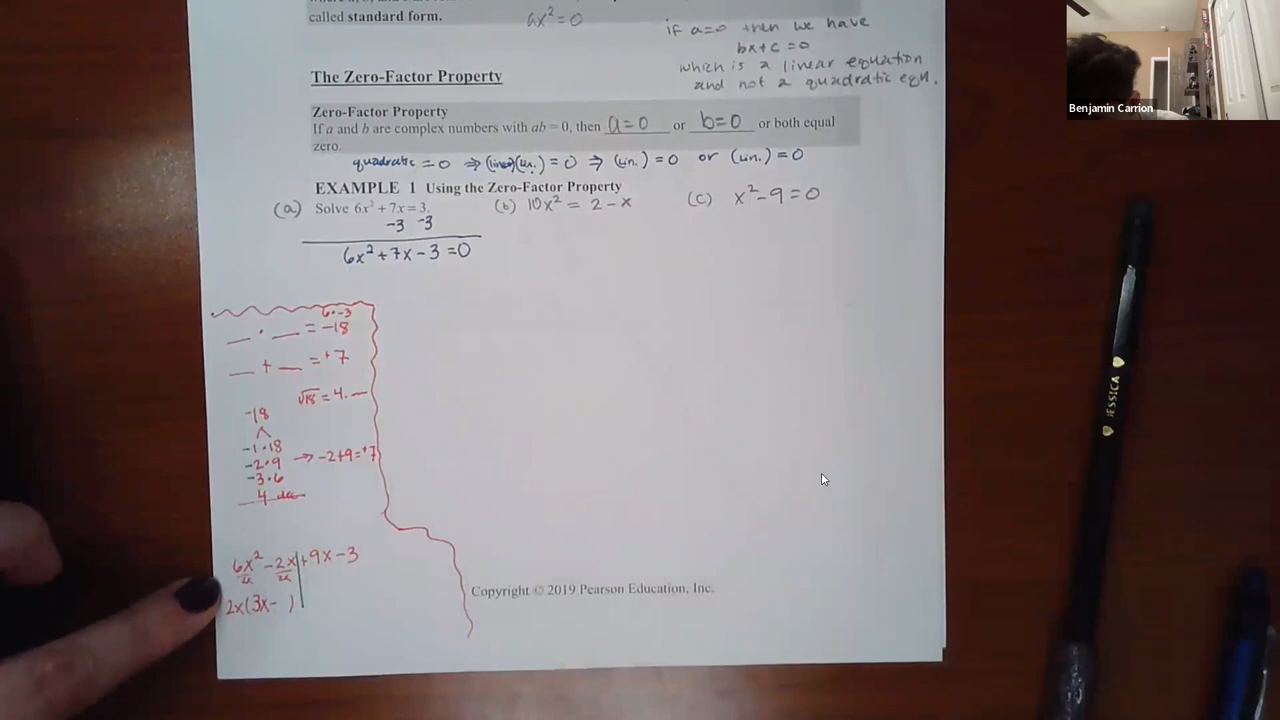 called standard form.
6x²=0
if a=0 then we have
bx+c=0
which is a linear equation
and not a quadratic eqn.
The Zero-Factor Property
Zero-Factor Property
If a and b are complex numbers with ab = 0, then a=0 or b=0 or both equal
zero.
quadratic = 0 ⇒ (linear)(lin.) = 0 ⇒ (lin.) = 0 or (lin.) = 0
EXAMPLE 1 Using the Zero-Factor Property
(a) Solve 6x² + 7x = 3.
(b) 10x² = 2-x
(c) x²-9=0
-3 -3
6x²+7x-3=0
6·-3
__ · __ = -18
__ + __ = +7
√18 = 4.
-18
-1·18
-2·9 → -2+9=+7
-3·6
4 dec
6x²-2x+9x-3
2x 2x
2x(3x- )
Copyright © 2019 Pearson Education, Inc.
JESSICA
Benjamin Carrion